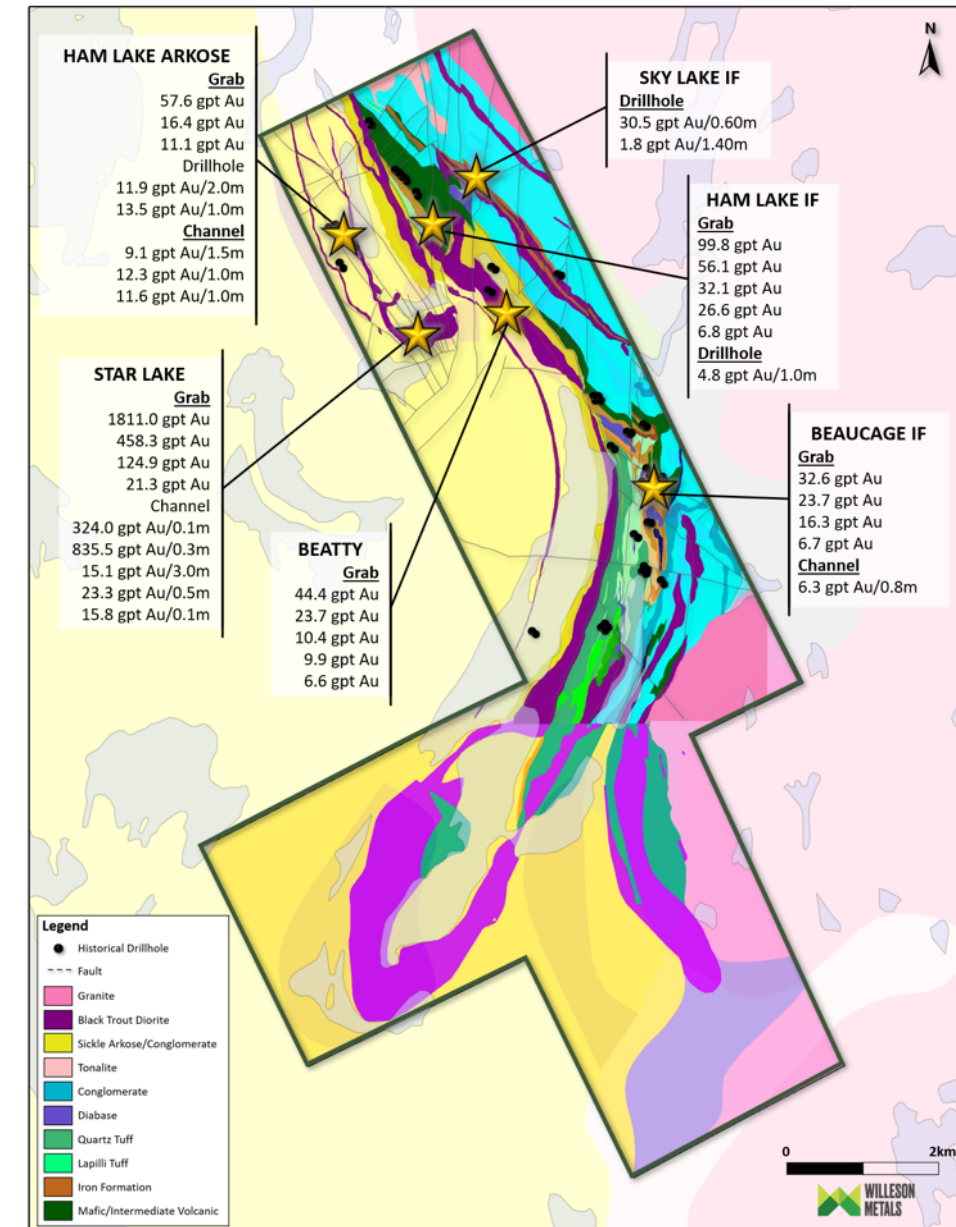 N
HAM LAKE ARKOSE
Grab
57.6 gpt Au
16.4 gpt Au
11.1 gpt Au
Drillhole
11.9 gpt Au/2.0m
13.5 gpt Au/1.0m
Channel
9.1 gpt Au/1.5m
12.3 gpt Au/1.0m
11.6 gpt Au/1.0m
SKY LAKE IF
Drillhole
30.5 gpt Au/0.60m
1.8 gpt Au/1.40m
HAM LAKE IF
Grab
99.8 gpt Au
56.1 gpt Au
32.1 gpt Au
26.6 gpt Au
6.8 gpt Au
Drillhole
4.8 gpt Au/1.0m
STAR LAKE
Grab
1811.0 gpt Au
458.3 gpt Au
124.9 gpt Au
21.3 gpt Au
Channel
324.0 gpt Au/0.1m
835.5 gpt Au/0.3m
15.1 gpt Au/3.0m
23.3 gpt Au/0.5m
15.8 gpt Au/0.1m
BEAUCAGE IF
Grab
32.6 gpt Au
23.7 gpt Au
16.3 gpt Au
6.7 gpt Au
Channel
6.3 gpt Au/0.8m
BEATTY
Grab
44.4 gpt Au
23.7 gpt Au
10.4 gpt Au
9.9 gpt Au
6.6 gpt Au
Legend
Historical Drillhole
Fault
Granite
Black Trout Diorite
Sickle Arkose/Conglomerate
Tonalite
Conglomerate
Diabase
Quartz Tuff
Lapilli Tuff
Iron Formation
Mafic/Intermediate Volcanic
0 2km
WILLESON
METALS